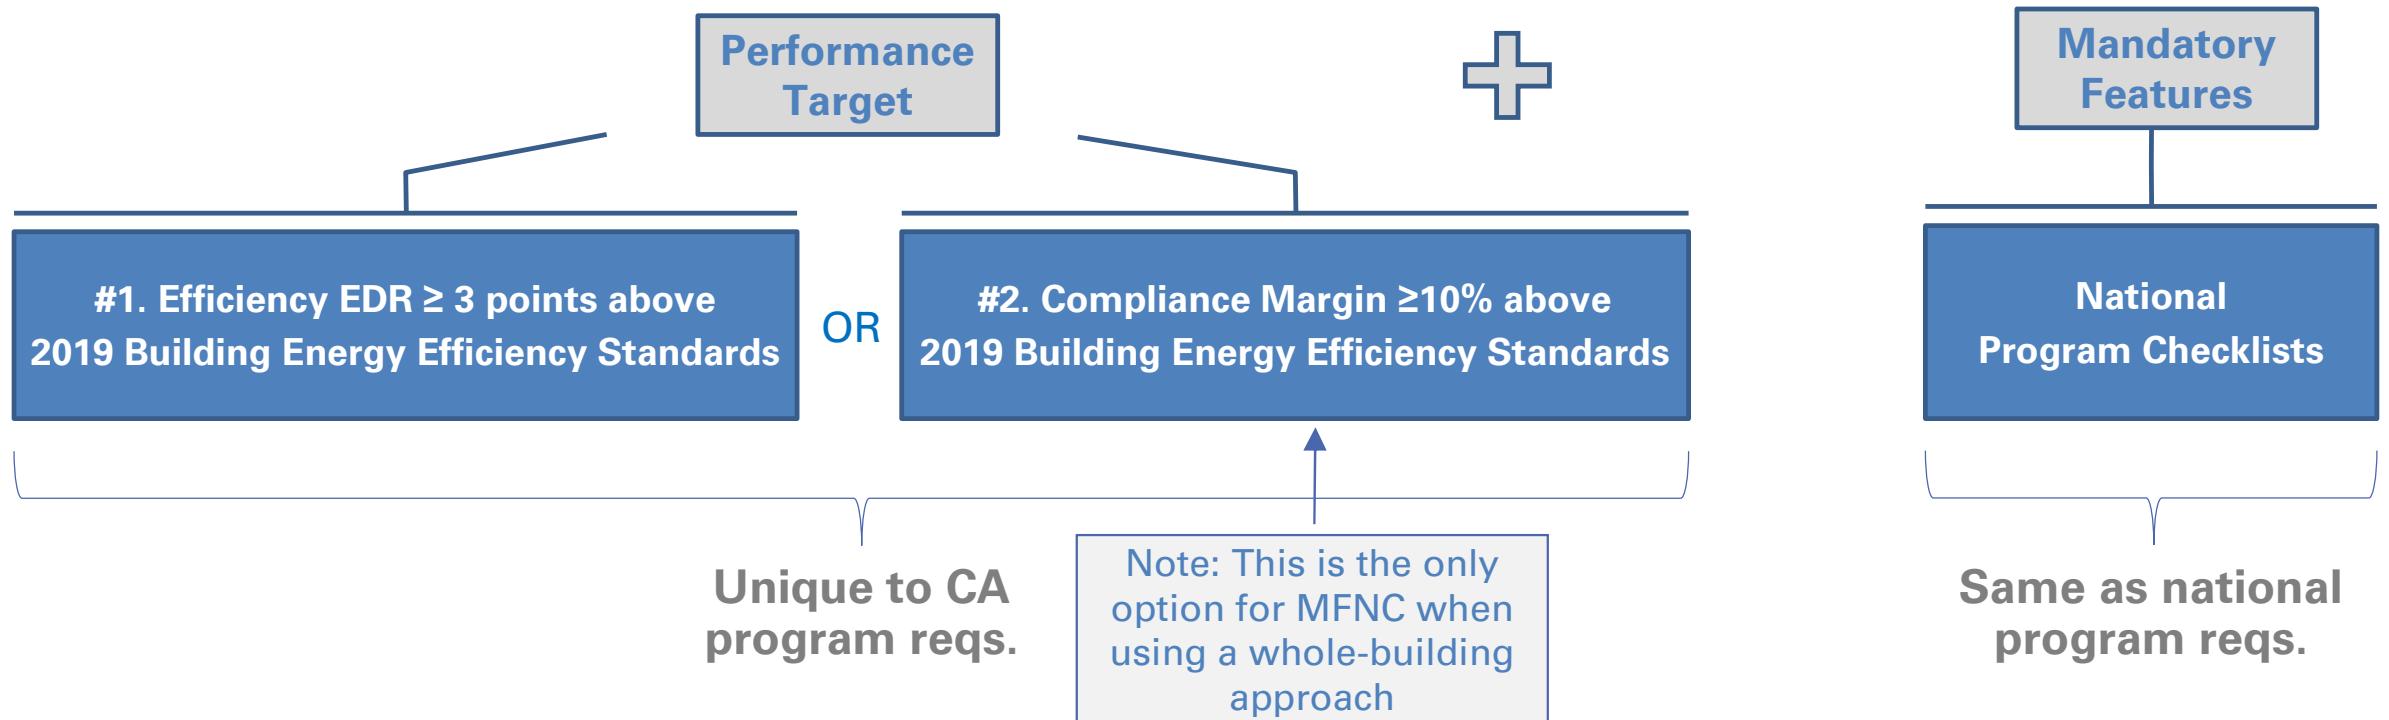 Performance
Target
Mandatory
Features
#1. Efficiency EDR ≥ 3 points above
2019 Building Energy Efficiency Standards
OR
#2. Compliance Margin ≥10% above
2019 Building Energy Efficiency Standards
National
Program Checklists
Unique to CA
program reqs.
Note: This is the only
option for MFNC when
using a whole-building
approach
Same as national
program reqs.